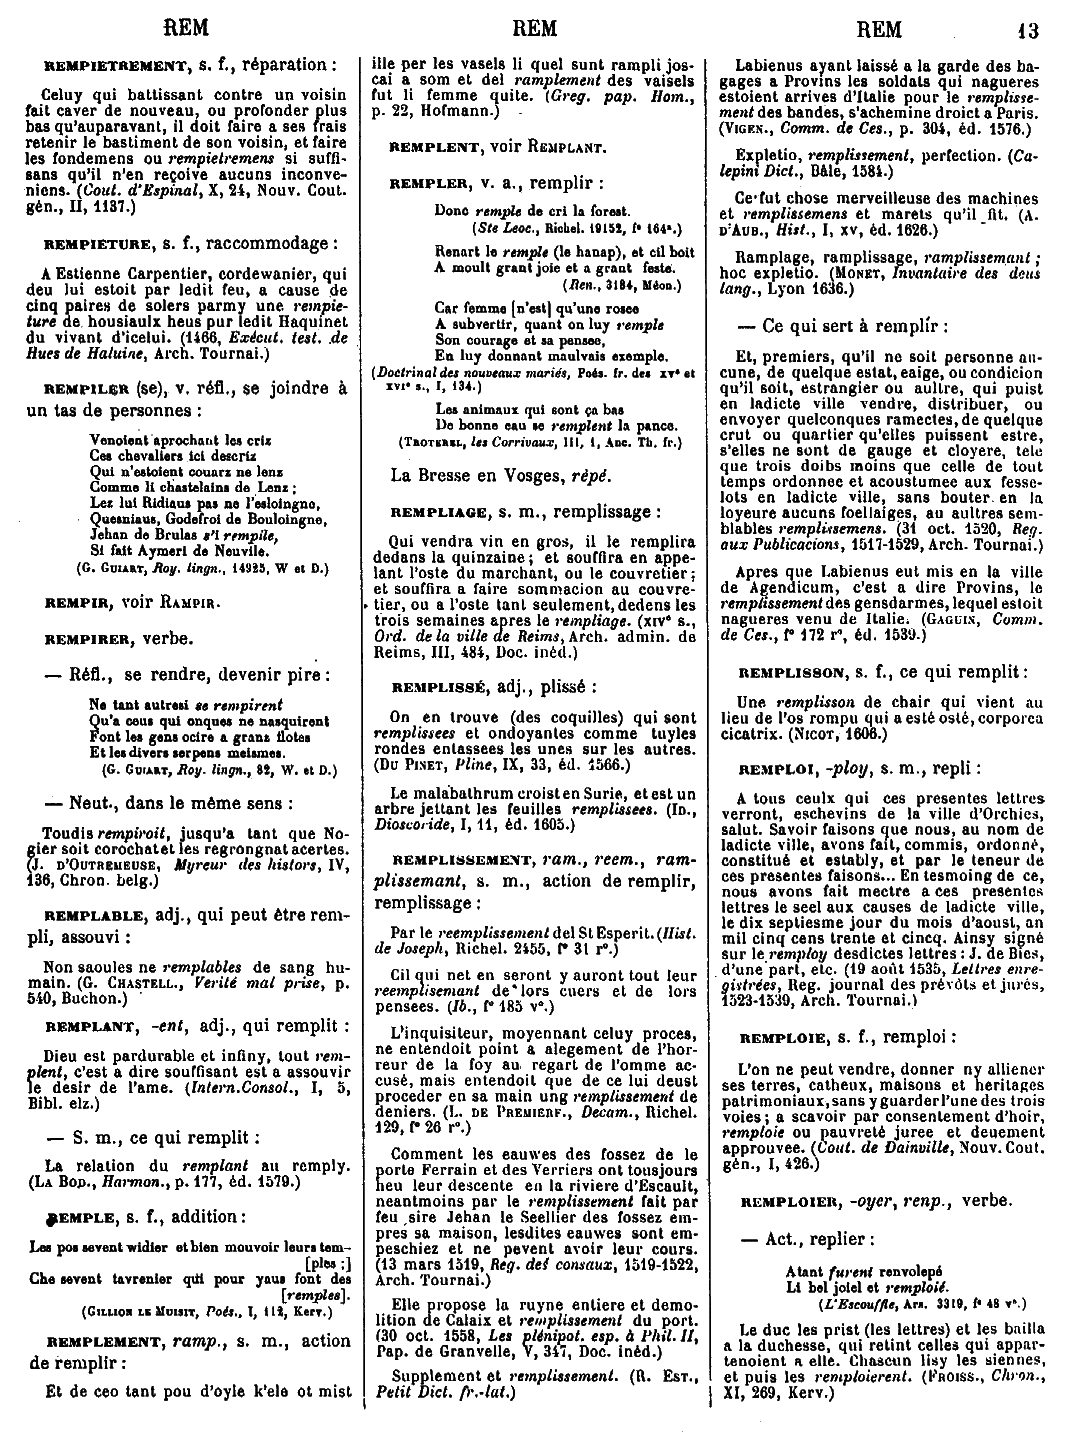 REM
REM
REM 13
REMPIETREMENT, s. f., réparation :
Celuy qui battissant contre un voisin
fait caver de nouveau, ou profonder plus
bas qu'auparavant, il doit faire a ses frais
retenir le bastiment de son voisin, et faire
les fondemens ou rempietremens si suffi-
sans qu'il n'en reçoive aucuns inconve-
niens. (Cout. d'Espinal, X, 24, Nouv. Cout.
gén., II, 1137.)
REMPIETURE, s. f., raccommodage :
A Estienne Carpentier, cordewanier, qui
deu lui estoit par ledit feu, a cause de
cinq paires de solers parmy une rempie-
ture de housiaulx heus pur ledit Haquinet
du vivant d'icelui. (1466, Exécut. test. de
Hues de Haluine, Arch. Tournai.)
REMPILER (se), v. réfl., se joindre à
un tas de personnes :
Venoient aprochant les criz
Ces chevaliers ici descriz
Qui n'estoient couarz ne lenz
Comme li chastelains de Lenz ;
Lez lui Ridiaus pas ne l'esloingne,
Quesniaus, Godefroi de Bouloingne,
Jehan de Brulas s'i rempile,
Si fait Aymeri de Neuvile.
(G. GUIART, Roy. lingn., 14925, W et D.)
REMPIR, voir RAMPIR.
REMPIRER, verbe.
— Réfl., se rendre, devenir pire :
Ne tant autresi se rempirent
Qu'a ceus qui onques ne nasquirent
Font les gens ocire a granz flotes
Et les divers serpens meismes.
(G. GUIART, Roy. lingn., 82, W. et D.)
— Neut., dans le même sens :
Toudis rempiroit, jusqu'a tant que No-
gier soit corochat et les regrongnat acertes.
(J. D'OUTREMEUSE, Myreur des histors, IV,
136, Chron. belg.)
REMPLABLE, adj., qui peut être rem-
pli, assouvi :
Non saoules ne remplables de sang hu-
main. (G. CHASTELL., Verité mal prise, p.
540, Buchon.)
REMPLANT, -ent, adj., qui remplit :
Dieu est pardurable et infiny, tout rem-
plent, c'est a dire souffisant est a assouvir
le desir de l'ame. (Intern. Consol., I, 5,
Bibl. elz.)
— S. m., ce qui remplit :
La relation du remplant au remply.
(LA BOD., Harmon., p. 177, éd. 1579.)
REMPLE, s. f., addition :
Les pos sevent widier et bien mouvoir leurs tem-
[ples ;]
Che sevent tavrenier qui pour yaus font des
[remples].
(GILLION LE MUISIT, Poés., I, 112, Kerv.)
REMPLEMENT, ramp., s. m., action
de remplir :
Et de ceo tant pou d'oyle k'ele ot mist
ille per les vasels li quel sunt rampli jos-
cai a som et del ramplement des vaisels
fut li femme quite. (Greg. pap. Hom.,
p. 22, Hofmann.)
REMPLENT, voir REMPLANT.
REMPLER, v. a., remplir :
Donc remple de cri la forest.
(Ste Leoc., Richel. 19152, f° 164ᵃ.)
Renart le remple (le hanap), et cil boit
A moult grant joie et a grant feste.
(Ren., 3184, Méon.)
Car femme [n'est] qu'une rosee
A subvertir, quant on luy remple
Son courage et sa pensee,
En luy donnant maulvais exemple.
(Doctrinal des nouveaux mariés, Poés. fr. des XVᵉ et
XVIᵉ s., I, 134.)
Les animaux qui sont ça bas
De bonne eau se remplent la pance.
(TROTEREL, les Corrivaux, III, 1, Anc. Th. fr.)
La Bresse en Vosges, rèpé.
REMPLIAGE, s. m., remplissage :
Qui vendra vin en gros, il le remplira
dedans la quinzaine ; et souffira en appe-
lant l'oste du marchant, ou le couvretier ;
et souffira a faire sommacion au couvre-
tier, ou a l'oste tant seulement, dedens les
trois semaines apres le rempliage. (XIVᵉ s.,
Ord. de la ville de Reims, Arch. admin. de
Reims, III, 484, Doc. inéd.)
REMPLISSÉ, adj., plissé :
On en trouve (des coquilles) qui sont
remplissees et ondoyantes comme tuyles
rondes entassees les unes sur les autres.
(DU PINET, Pline, IX, 33, éd. 1566.)
Le malabathrum croist en Surie, et est un
arbre jettant les feuilles remplissees. (ID.,
Dioscoride, I, 11, éd. 1605.)
REMPLISSEMENT, ram., reem., ram-
plissemant, s. m., action de remplir,
remplissage :
Par le reemplissement del St Esperit. (Hist.
de Joseph, Richel. 2455, f° 31 r°.)
Cil qui net en seront y auront tout leur
reemplisemant de lors cuers et de lors
pensees. (Ib., f° 185 v°.)
L'inquisiteur, moyennant celuy proces,
ne entendoit point a alegement de l'hor-
reur de la foy au regart de l'omme ac-
cusé, mais entendoit que de ce lui deust
proceder en sa main ung remplissement de
deniers. (L. DE PREMIERF., Decam., Richel.
129, f° 26 r°.)
Comment les eauwes des fossez de le
porte Ferrain et des Verriers ont tousjours
heu leur descente en la riviere d'Escault,
neantmoins par le remplissement fait par
feu sire Jehan le Seellier des fossez em-
pres sa maison, lesdites eauwes sont em-
peschiez et ne pevent avoir leur cours.
(13 mars 1519, Reg. des consaux, 1519-1522,
Arch. Tournai.)
Elle propose la ruyne entiere et demo-
lition de Calaix et remplissement du port.
(30 oct. 1558, Les plénipot. esp. à Phil. II,
Pap. de Granvelle, V, 347, Doc. inéd.)
Supplement et remplissement. (R. EST.,
Petit Dict. fr.-lat.)
Labienus ayant laissé a la garde des ba-
gages a Provins les soldats qui nagueres
estoient arrives d'Italie pour le remplisse-
ment des bandes, s'achemine droict a Paris.
(VIGEN., Comm. de Ces., p. 304, éd. 1576.)
Expletio, remplissement, perfection. (Ca-
lepini Dict., Bâle, 1584.)
Ce fut chose merveilleuse des machines
et remplissemens et marets qu'il fit. (A.
D'AUB., Hist., I, XV, éd. 1626.)
Ramplage, ramplissage, ramplissemant ;
hoc expletio. (MONET, Invantaire des deus
lang., Lyon 1636.)
— Ce qui sert à remplir :
Et, premiers, qu'il ne soit personne au-
cune, de quelque estat, eaige, ou condicion
qu'il soit, estrangier ou aultre, qui puist
en ladicte ville vendre, distribuer, ou
envoyer quelconques ramectes, de quelque
crut ou quartier qu'elles puissent estre,
s'elles ne sont de gauge et cloyere, tele
que trois doibs moins que celle de tout
temps ordonnee et acoustumee aux fesse-
lots en ladicte ville, sans bouter en la
loyeure aucuns foellaiges, au aultres sem-
blables remplissemens. (31 oct. 1520, Reg.
aux Publicacions, 1517-1529, Arch. Tournai.)
Apres que Labienus eut mis en la ville
de Agendicum, c'est a dire Provins, le
remplissement des gensdarmes, lequel estoit
nagueres venu de Italie. (GAGUIN, Comm.
de Ces., f° 172 r°, éd. 1539.)
REMPLISSON, s. f., ce qui remplit :
Une remplisson de chair qui vient au
lieu de l'os rompu qui a esté osté, corporea
cicatrix. (NICOT, 1606.)
REMPLOI, -ploy, s. m., repli :
A tous ceulx qui ces presentes lettres
verront, eschevins de la ville d'Orchies,
salut. Savoir faisons que nous, au nom de
ladicte ville, avons fait, commis, ordonné,
constitué et estably, et par le teneur de
ces presentes faisons... En tesmoing de ce,
nous avons fait mectre a ces presentes
lettres le seel aux causes de ladicte ville,
le dix septiesme jour du mois d'aoust, an
mil cinq cens trente et cincq. Ainsy signé
sur le remploy desdictes lettres : J. de Bies,
d'une part, etc. (19 août 1535, Lettres enre-
gistrées, Reg. journal des prévôts et jurés,
1523-1539, Arch. Tournai.)
REMPLOIE, s. f., remploi :
L'on ne peut vendre, donner ny alliener
ses terres, catheux, maisons et heritages
patrimoniaux, sans y guarder l'une des trois
voies ; a scavoir par consentement d'hoir,
remploie ou pauvreté juree et deuement
approuvee. (Cout. de Dainville, Nouv. Cout.
gén., I, 426.)
REMPLOIER, -oyer, renp., verbe.
— Act., replier :
Atant furent renvolepé
Li bel joiel et remploié.
(L'Escouffle, Ars. 3319, f° 48 v°.)
Le duc les prist (les lettres) et les bailla
a la duchesse, qui retint celles qui appar-
tenoient a elle. Chascun lisy les siennes,
et puis les remploierent. (FROISS., Chron.,
XI, 269, Kerv.)